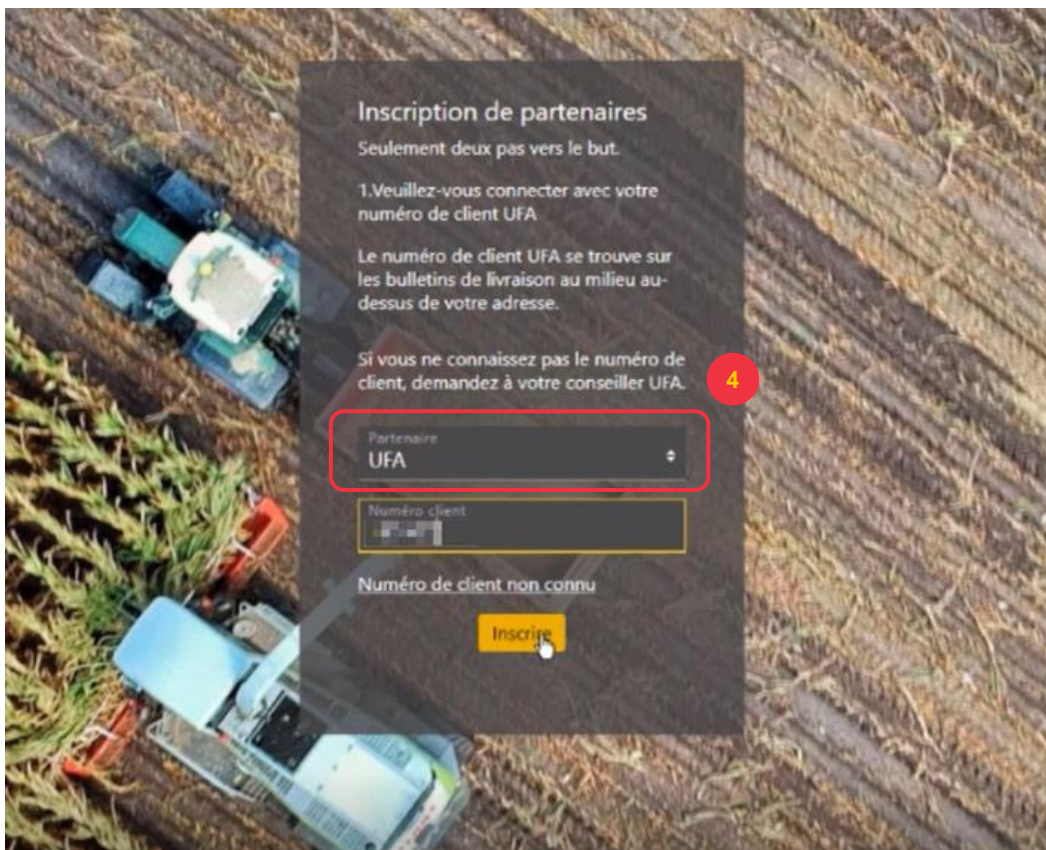 Inscription de partenaires
Seulement deux pas vers le but.
1.Veuillez-vous connecter avec votre
numéro de client UFA
Le numéro de client UFA se trouve sur
les bulletins de livraison au milieu au-
dessus de votre adresse.
Si vous ne connaissez pas le numéro de
client, demandez à votre conseiller UFA.
4
Partenaire
UFA
Numéro client
Numéro de client non connu
Inscrire